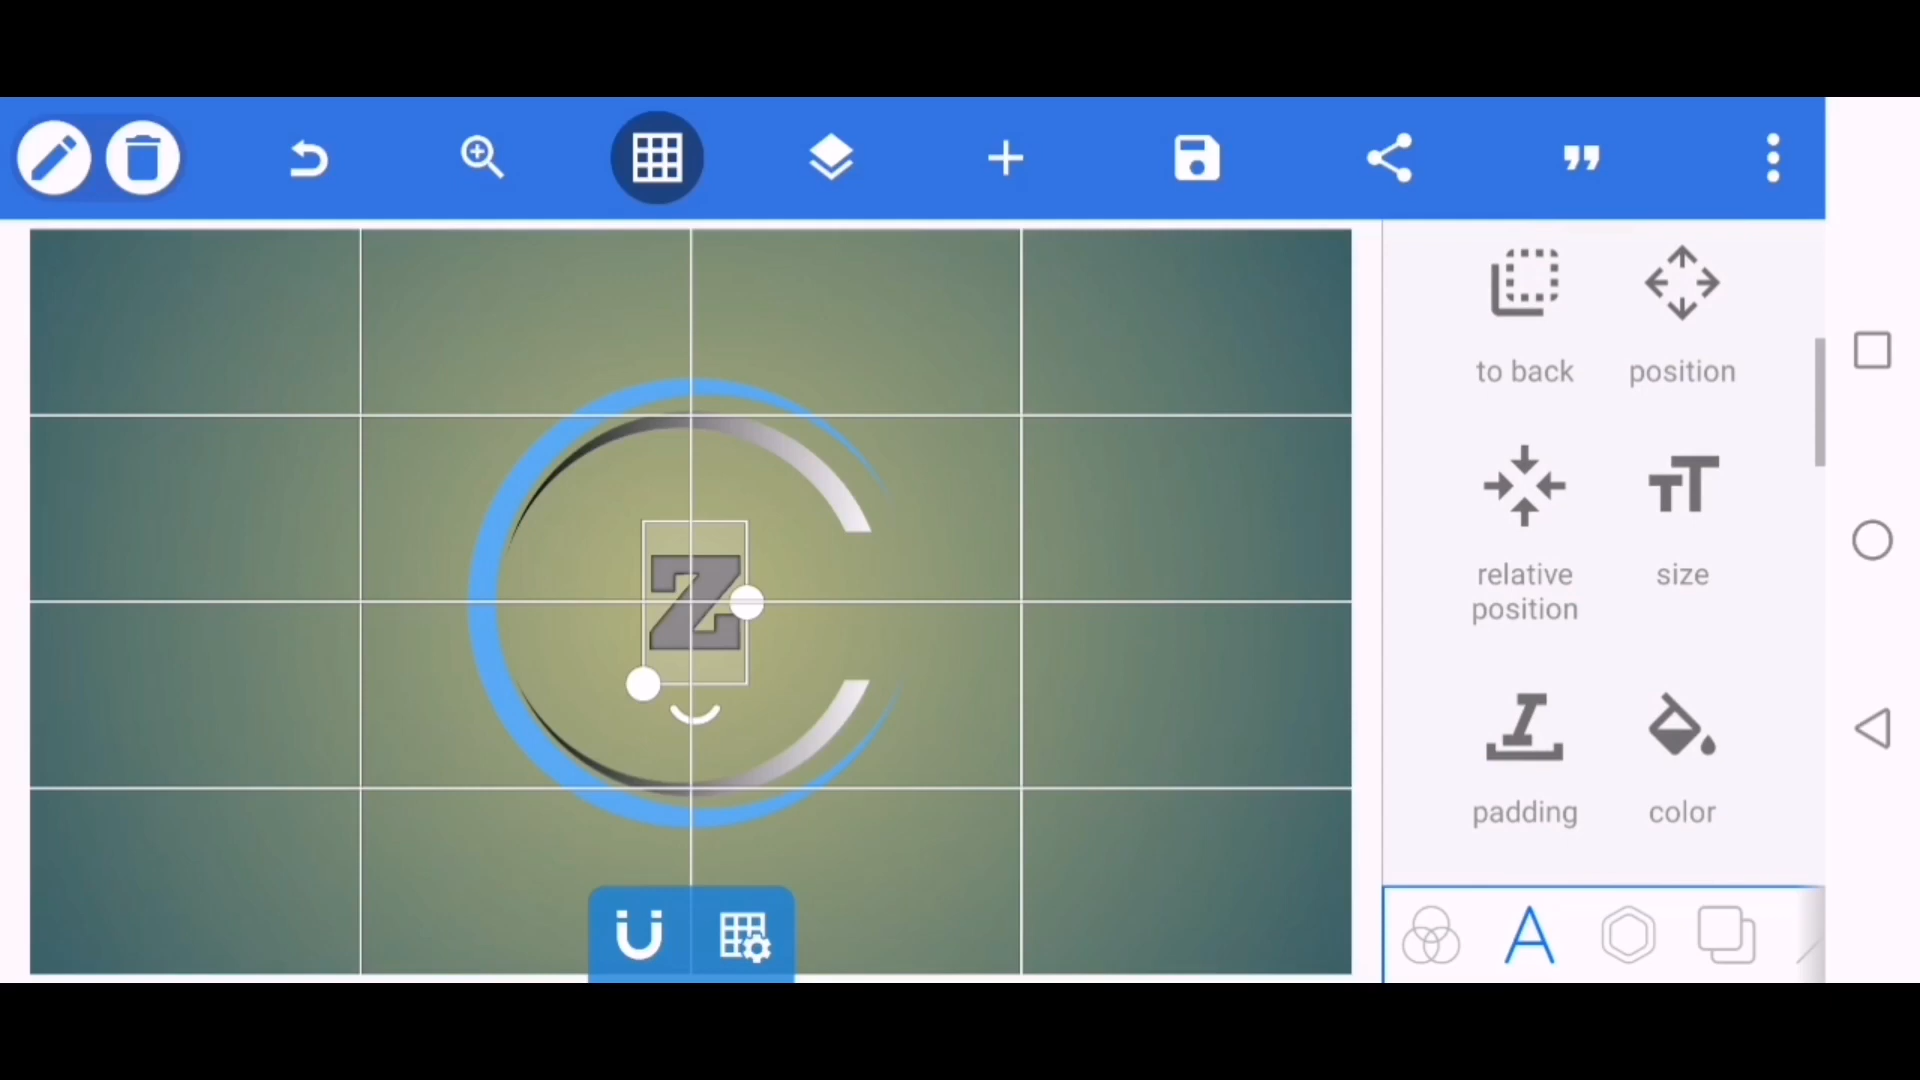 to back
position
relative
position
size
Z
padding
color